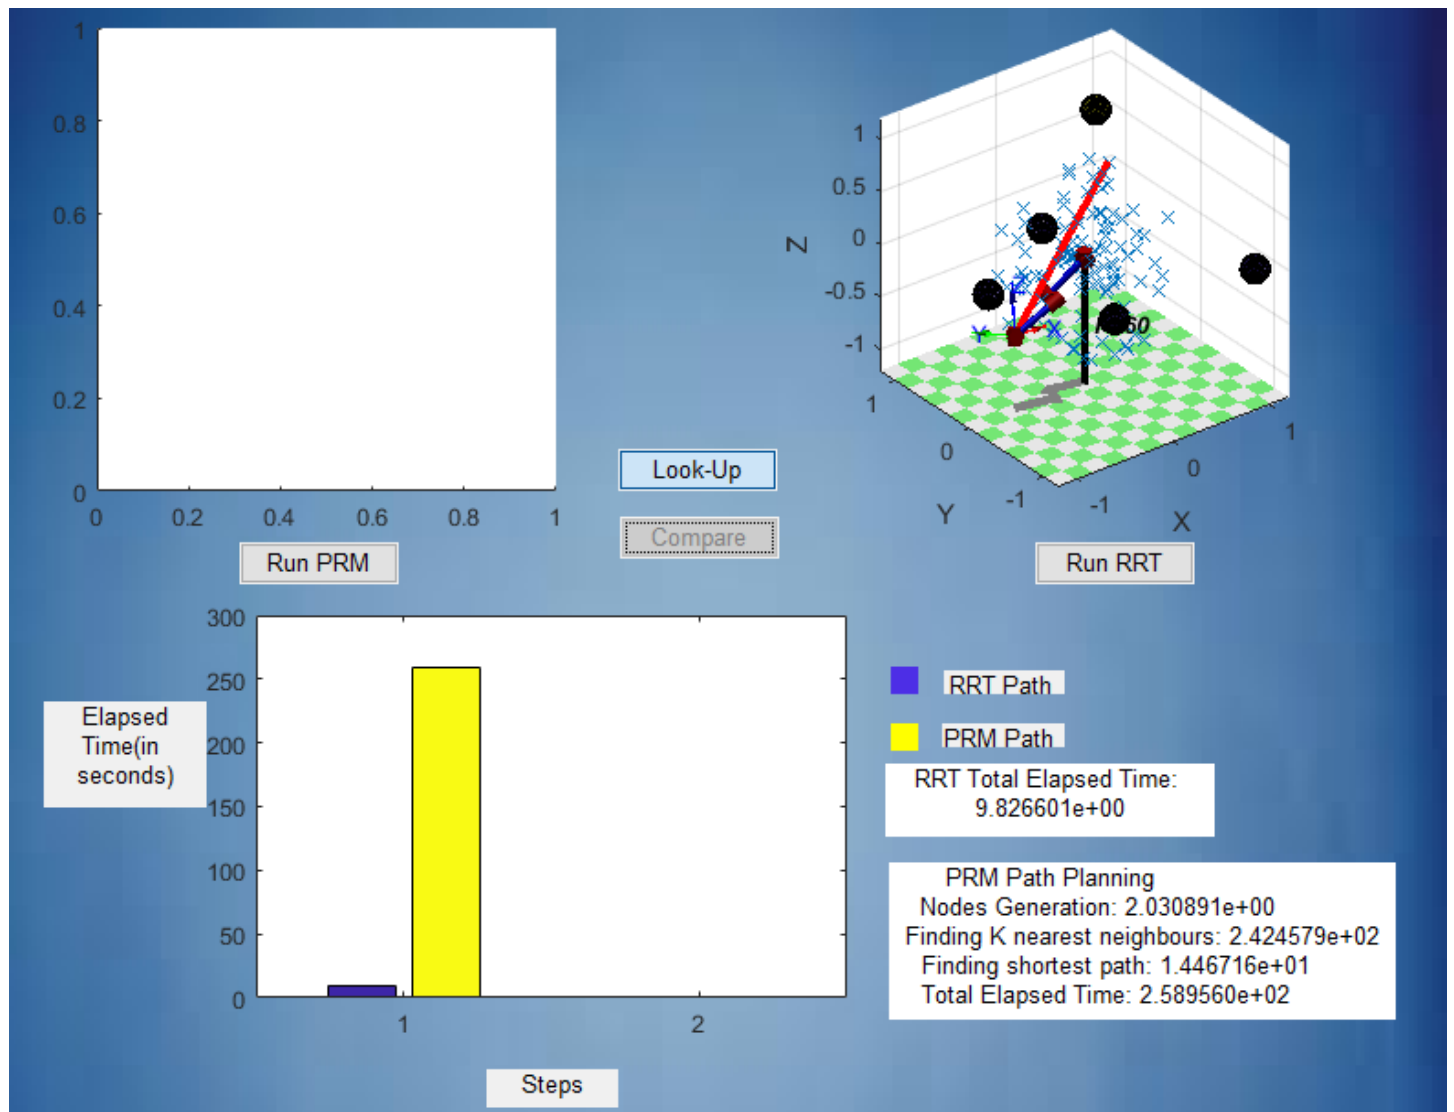 1
0.8
0.6
0.4
0.2
0
0 0.2 0.4 0.6 0.8 1
Run PRM
Look-Up
Compare
1
0.5
0
-0.5
-1
Z
Y
X
60
1
0
-1
Y
-1
0
1
X
Run RRT
300
250
200
150
100
50
0
1 2
Elapsed
Time(in
seconds)
Steps
RRT Path
PRM Path
RRT Total Elapsed Time:
9.826601e+00
PRM Path Planning
Nodes Generation: 2.030891e+00
Finding K nearest neighbours: 2.424579e+02
Finding shortest path: 1.446716e+01
Total Elapsed Time: 2.589560e+02